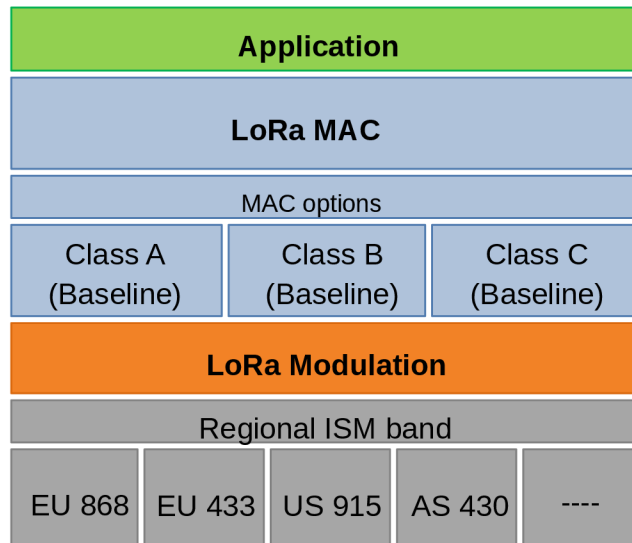 Application
LoRa MAC
MAC options
Class A
(Baseline)
Class B
(Baseline)
Class C
(Baseline)
LoRa Modulation
Regional ISM band
EU 868
EU 433
US 915
AS 430
----